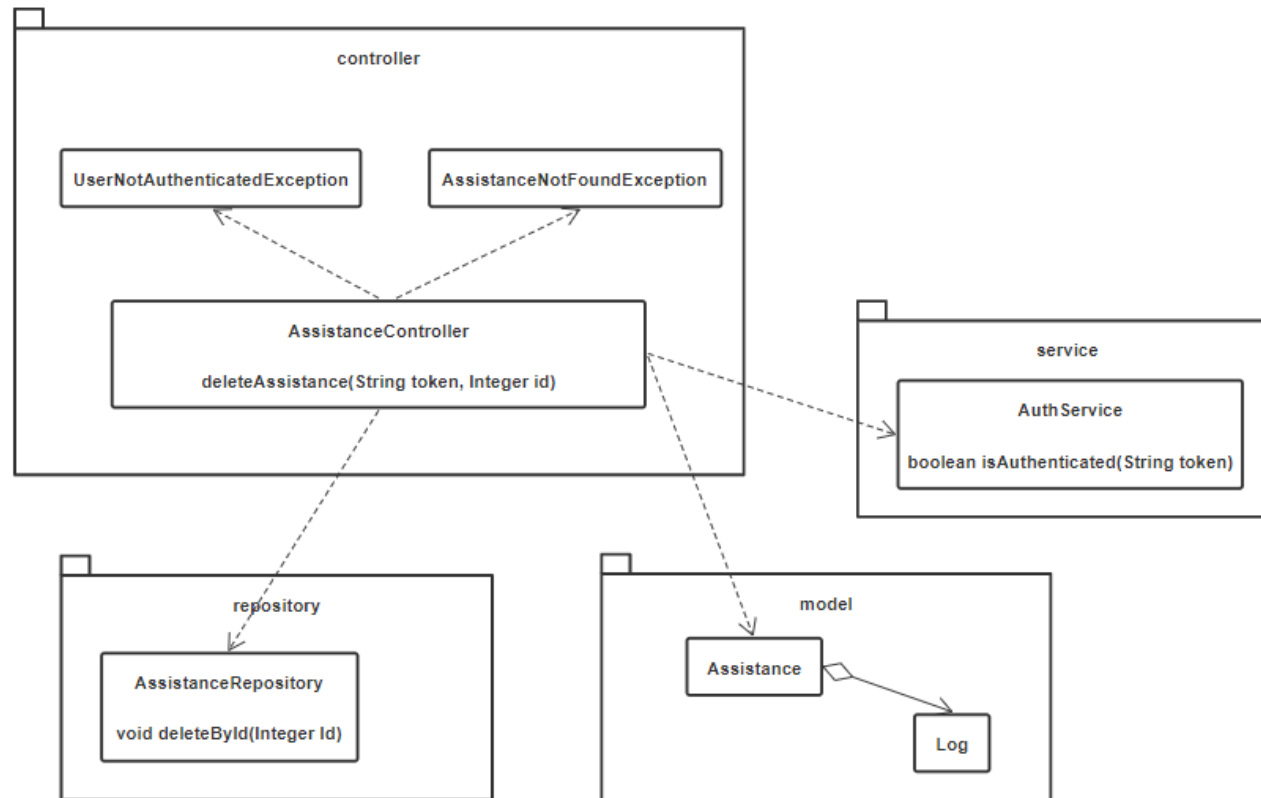 controller
UserNotAuthenticatedException
AssistanceNotFoundException
AssistanceController
deleteAssistance(String token, Integer id)
service
AuthService
boolean isAuthenticated(String token)
repository
AssistanceRepository
void deleteById(Integer Id)
model
Assistance
Log